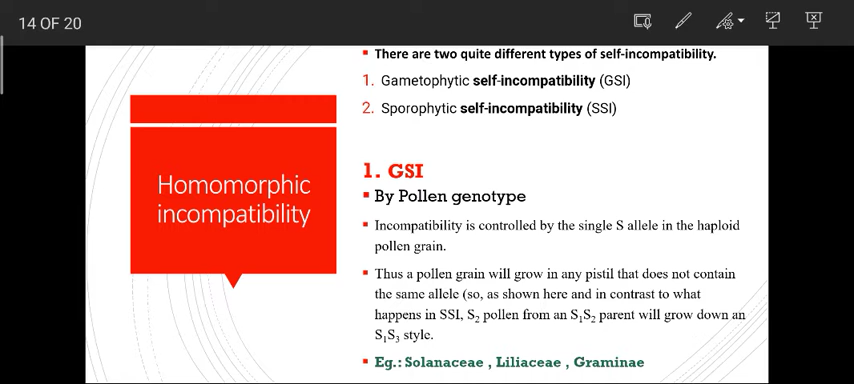 14 OF 20
▪ There are two quite different types of self-incompatibility.
1. Gametophytic self-incompatibility (GSI)
2. Sporophytic self-incompatibility (SSI)
Homomorphic
incompatibility
1. GSI
▪ By Pollen genotype
▪ Incompatibility is controlled by the single S allele in the haploid
pollen grain.
▪ Thus a pollen grain will grow in any pistil that does not contain
the same allele (so, as shown here and in contrast to what
happens in SSI, S₂ pollen from an S₁S₂ parent will grow down an
S₁S₃ style.
▪ Eg.: Solanaceae , Liliaceae , Graminae